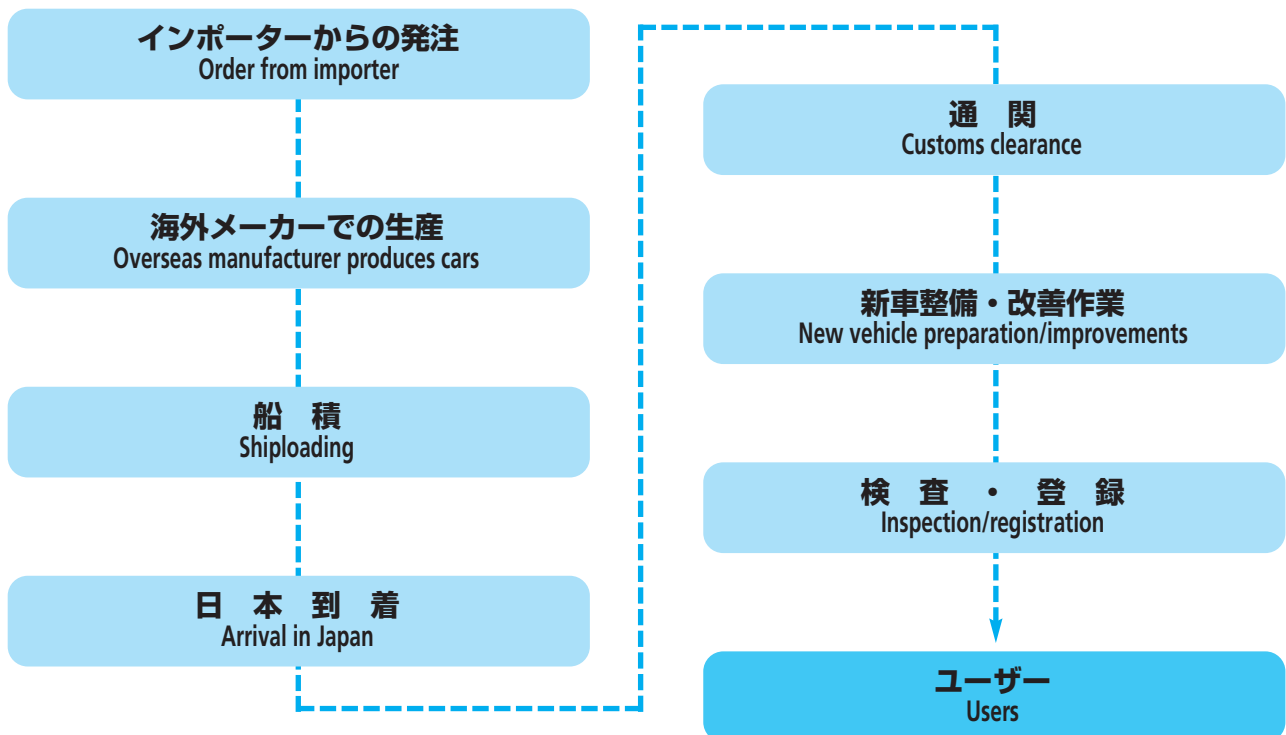 インポーターからの発注
Order from importer
海外メーカーでの生産
Overseas manufacturer produces cars
船　積
Shiploading
日　本　到　着
Arrival in Japan
通　関
Customs clearance
新車整備・改善作業
New vehicle preparation/improvements
検　査　・　登　録
Inspection/registration
ユーザー
Users